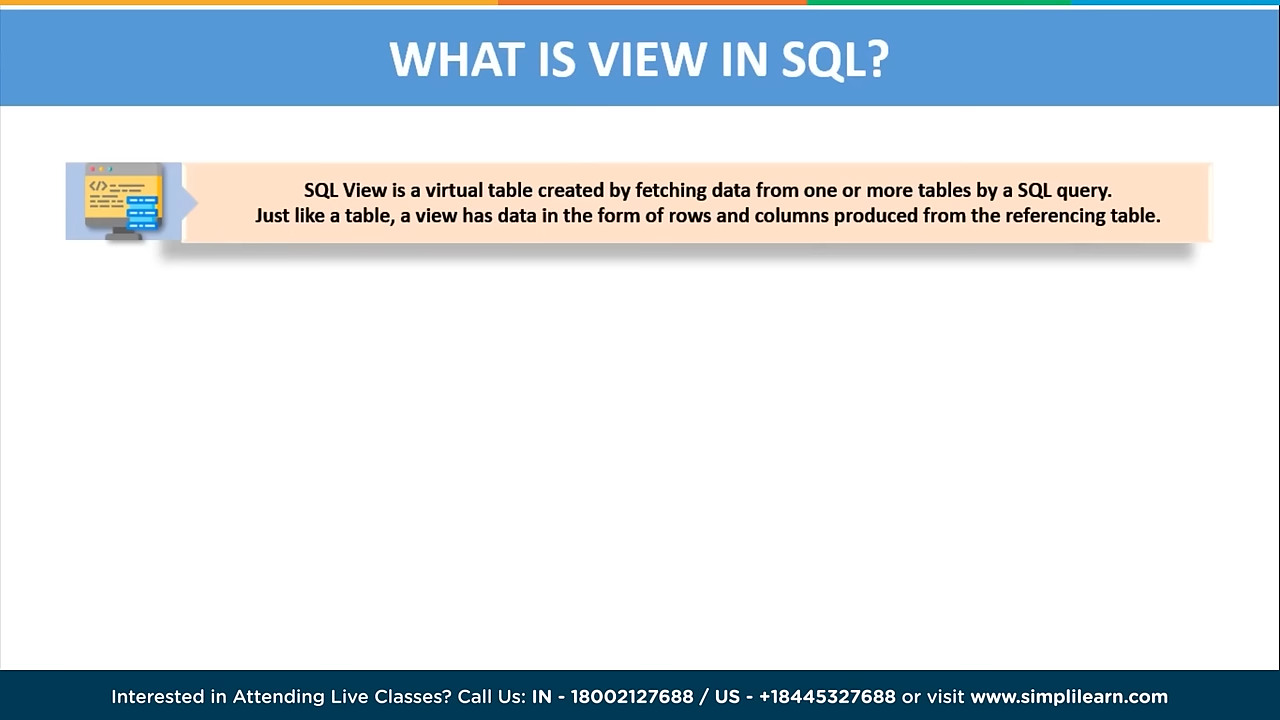 WHAT IS VIEW IN SQL?
SQL View is a virtual table created by fetching data from one or more tables by a SQL query.
Just like a table, a view has data in the form of rows and columns produced from the referencing table.
Interested in Attending Live Classes? Call Us: IN - 18002127688 / US - +18445327688 or visit www.simplilearn.com